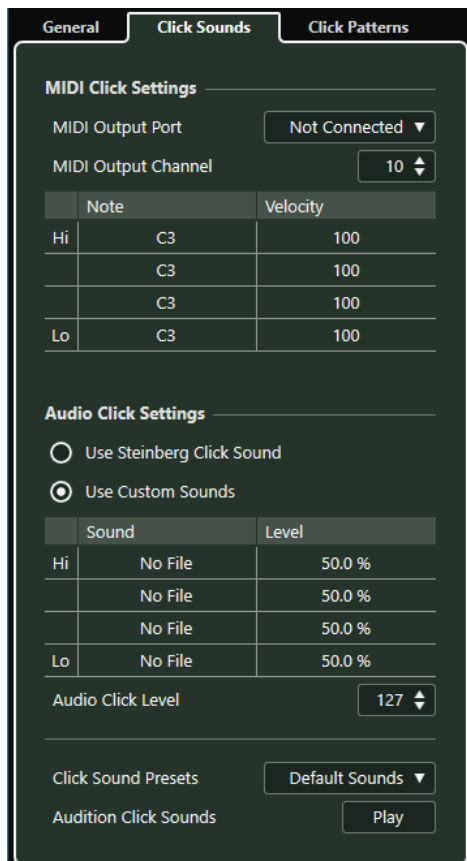 General Click Sounds Click Patterns
MIDI Click Settings
MIDI Output Port Not Connected
MIDI Output Channel 10
Note Velocity
Hi C3 100
C3 100
C3 100
Lo C3 100
Audio Click Settings
Use Steinberg Click Sound
Use Custom Sounds
Sound Level
Hi No File 50.0 %
No File 50.0 %
No File 50.0 %
Lo No File 50.0 %
Audio Click Level 127
Click Sound Presets Default Sounds
Audition Click Sounds Play